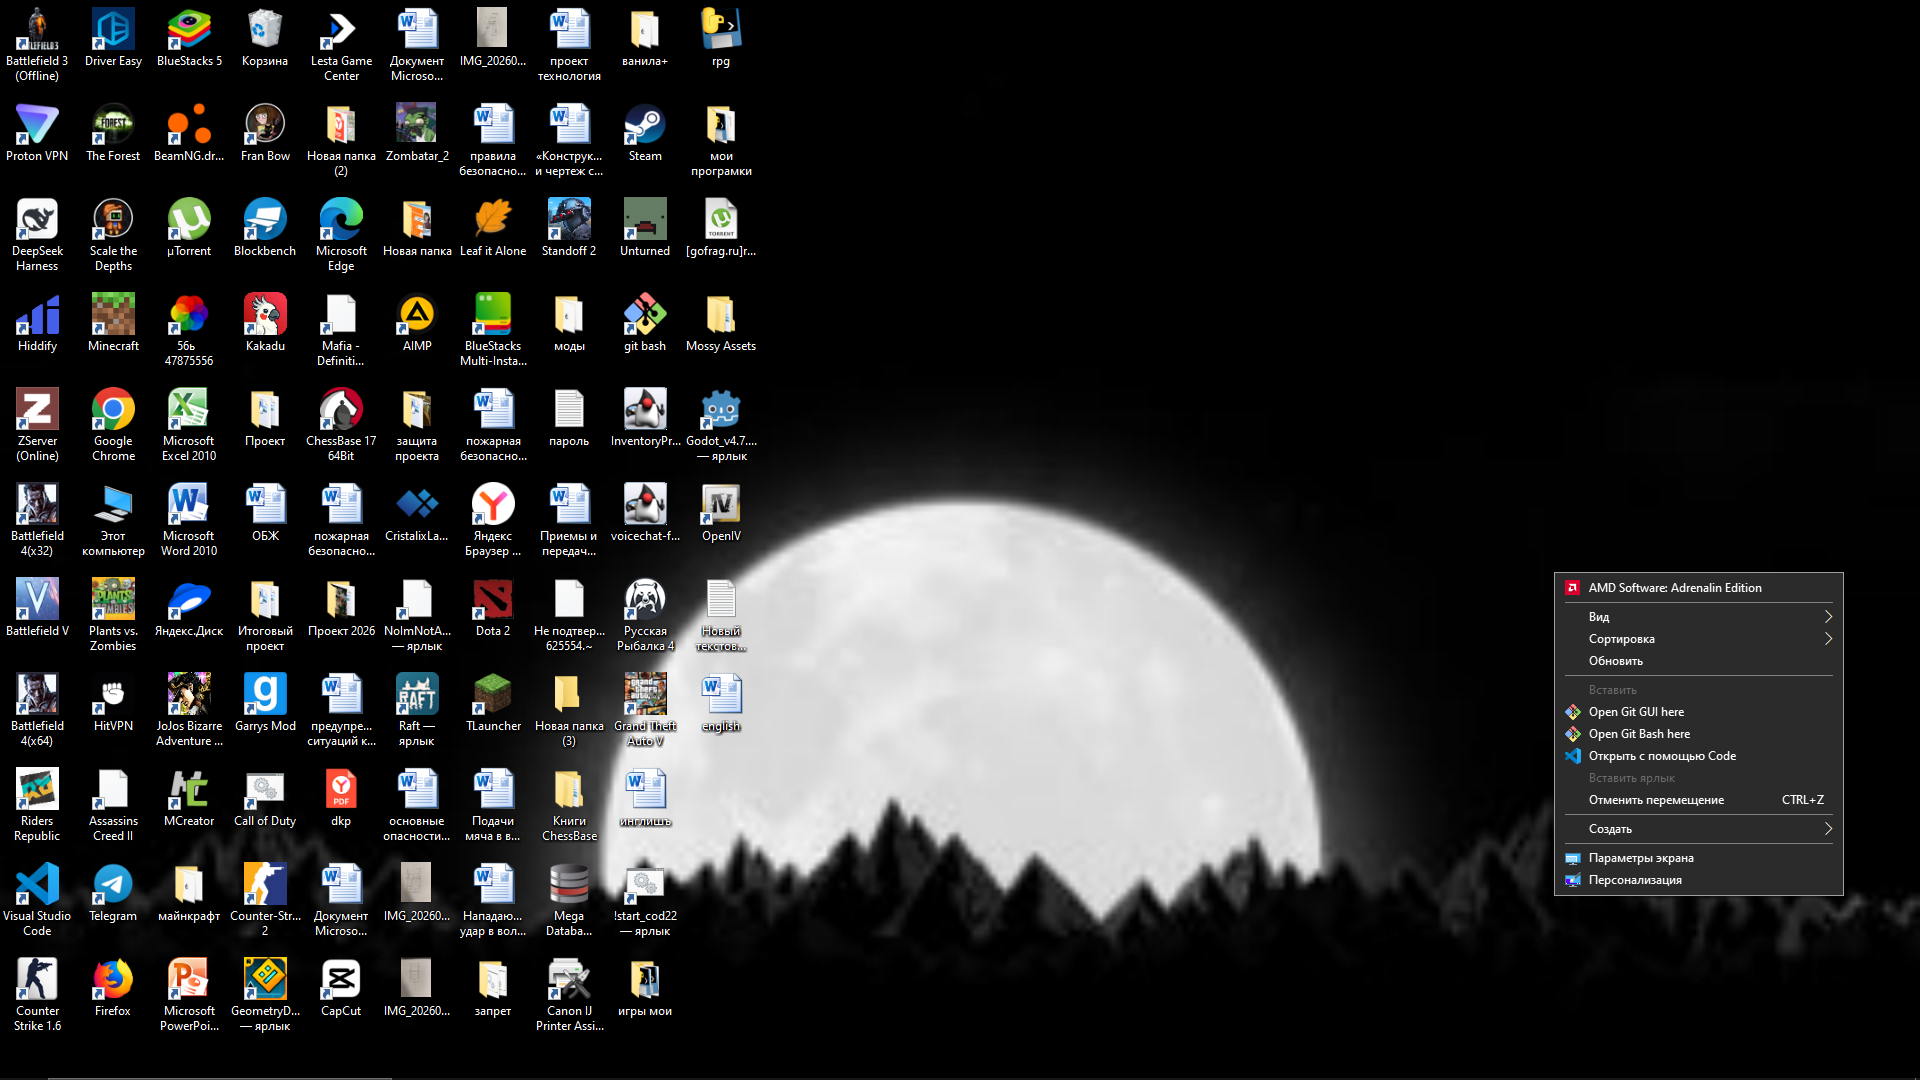 Battlefield 3
(Offline)
Driver Easy
BlueStacks 5
Корзина
Lesta Game
Center
Документ
Microso...
IMG_20260...
проект
технология
ванила+
rpg
Proton VPN
The Forest
BeamNG.dr...
Fran Bow
Новая папка
(2)
Zombatar_2
правила
безопасно...
«Конструк...
и чертеж с...
Steam
мои
програмки
DeepSeek
Harness
Scale the
Depths
µTorrent
Blockbench
Microsoft
Edge
Новая папка
Leaf it Alone
Standoff 2
Unturned
TORRENT
[gofrag.ru]r...
Hiddify
Minecraft
56ь
47875556
Kakadu
Mafia -
Definiti...
AIMP
BlueStacks
Multi-Insta...
моды
git bash
Mossy Assets
ZServer
(Online)
Google
Chrome
Microsoft
Excel 2010
Проект
ChessBase 17
64Bit
защита
проекта
пожарная
безопасно...
пароль
InventoryPr...
Godot_v4.7....
— ярлык
Battlefield
4(x32)
Этот
компьютер
Microsoft
Word 2010
ОБЖ
пожарная
безопасно...
CristalixLa...
Яндекс
Браузер ...
Приемы и
передач...
voicechat-f...
OpenIV
Battlefield V
Plants vs.
Zombies
Яндекс.Диск
Итоговый
проект
Проект 2026
NoImNotA...
— ярлык
Dota 2
Не подтвер...
625554.~
Русская
Рыбалка 4
Новый
текстов...
Battlefield
4(x64)
HitVPN
JoJos Bizarre
Adventure ...
Garrys Mod
предупре...
ситуаций к...
RAFT
Raft —
ярлык
TLauncher
Новая папка
(3)
Grand Theft
Auto V
english
Riders
Republic
Assassins
Creed II
MCreator
Call of Duty
PDF
dkp
основные
опасности...
Подачи
мяча в в...
Книги
ChessBase
инглишь
Visual Studio
Code
Telegram
майнкрафт
Counter-Str...
2
Документ
Microso...
IMG_20260...
Нападаю...
удар в вол...
Mega
Databa...
!start_cod22
— ярлык
Counter
Strike 1.6
Firefox
Microsoft
PowerPoi...
GeometryD...
— ярлык
CapCut
IMG_20260...
запрет
Canon IJ
Printer Assi...
игры мои
AMD Software: Adrenalin Edition
Вид
Сортировка
Обновить
Вставить
Open Git GUI here
Open Git Bash here
Открыть с помощью Code
Вставить ярлык
Отменить перемещение CTRL+Z
Создать
Параметры экрана
Персонализация